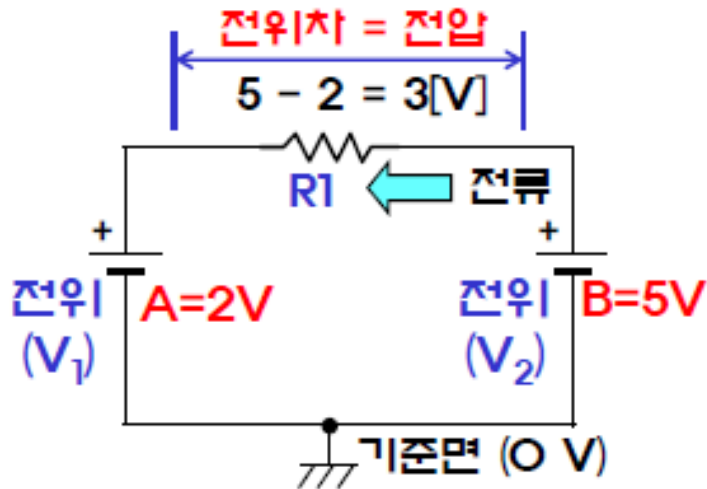 전위차 = 전압
5 - 2 = 3[V]
R1
전류
+
+
전위
(V₁)
A=2V
전위
(V₂)
B=5V
기준면 (0 V)